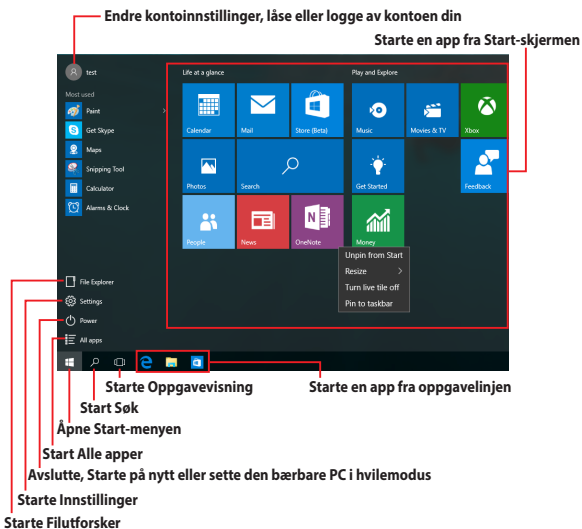 Endre kontoinnstillinger, låse eller logge av kontoen din
Starte en app fra Start-skjermen
test
Most used
Paint
Get Skype
Maps
Snipping Tool
Calculator
Alarms & Clock
File Explorer
Settings
Power
All apps
Life at a glance
Calendar
Mail
Store (Beta)
Photos
Search
People
News
OneNote
Play and Explore
Music
Movies & TV
Xbox
Get Started
Feedback
Money
Unpin from Start
Resize
Turn live tile off
Pin to taskbar
Starte Oppgavevisning
Starte en app fra oppgavelinjen
Start Søk
Åpne Start-menyen
Start Alle apper
Avslutte, Starte på nytt eller sette den bærbare PC i hvilemodus
Starte Innstillinger
Starte Filutforsker